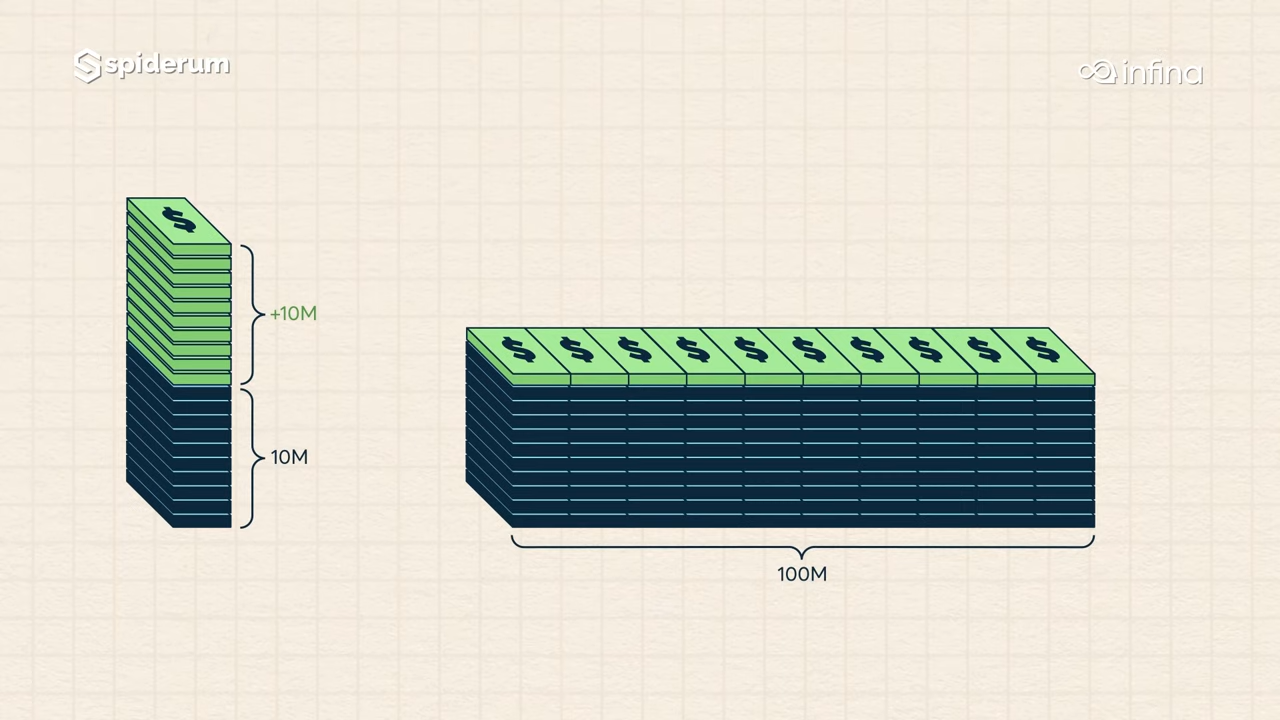 spiderum
infina
$
+10M
10M
$ $ $ $ $ $ $ $ $ $
100M